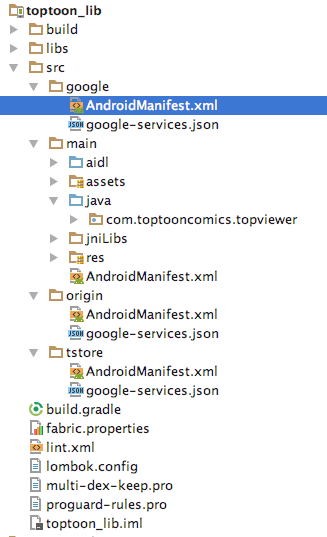 toptoon_lib
build
libs
src
google
AndroidManifest.xml
google-services.json
main
aidl
assets
java
com.toptooncomics.topviewer
jniLibs
res
AndroidManifest.xml
origin
AndroidManifest.xml
google-services.json
tstore
AndroidManifest.xml
google-services.json
build.gradle
fabric.properties
lint.xml
lombok.config
multi-dex-keep.pro
proguard-rules.pro
toptoon_lib.iml